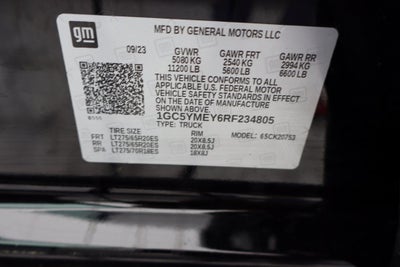 gm
MFD BY GENERAL MOTORS LLC
09/23 GVWR GAWR FRT GAWR RR
5080 KG 2540 KG 2994 KG
11200 LB 5600 LB 6600 LB
THIS VEHICLE CONFORMS TO ALL
APPLICABLE U.S. FEDERAL MOTOR
VEHICLE SAFETY STANDARDS IN EFFECT ON THE
DATE OF MANUFACTURE SHOWN ABOVE.
1GC5YMEY6RF234805
TYPE: TRUCK MODEL: 6SCK20753
TIRE SIZE RIM
FRT LT275/65R20ES 20X8.5J
RR LT275/65R20ES 20X8.5J
SPA LT275/70R18ES 18X8J